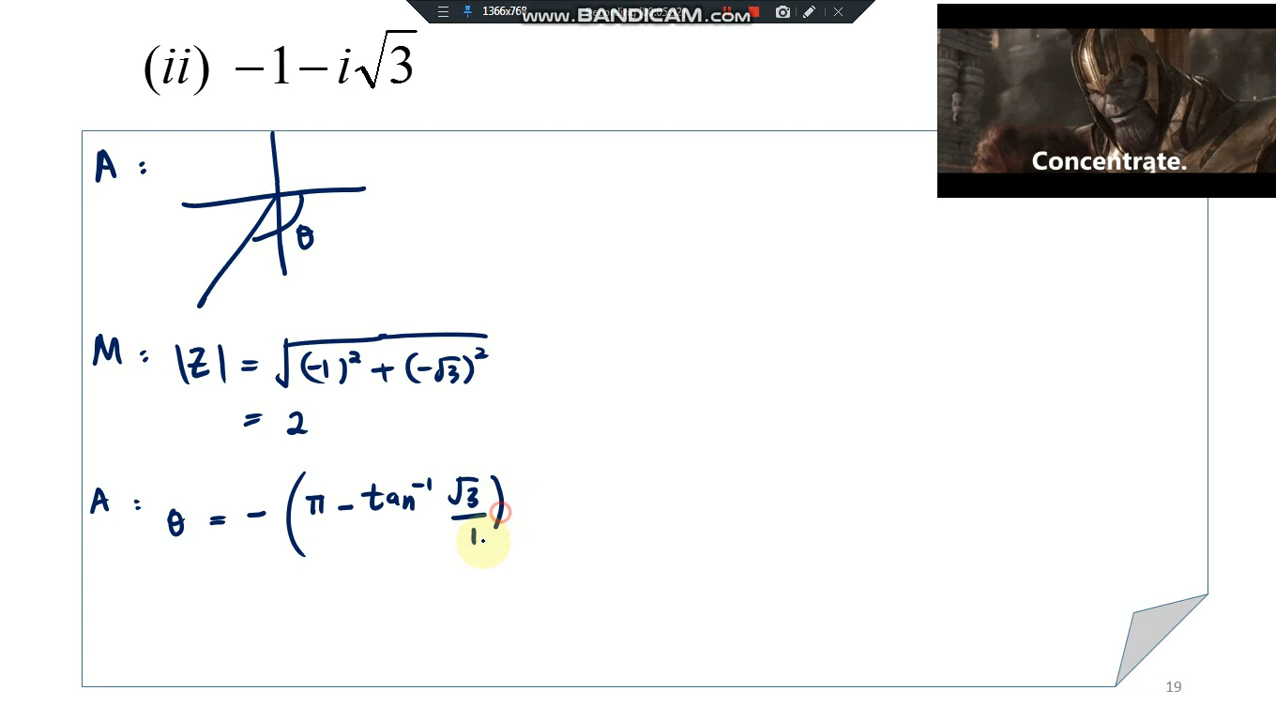 1366x768
www.BANDICAM.com
(ii) −1−i√3
Concentrate.
A :
θ
M : |Z| = √((-1)² + (-√3)²)
= 2
A : θ = - (π - tan⁻¹ √3/1)
19